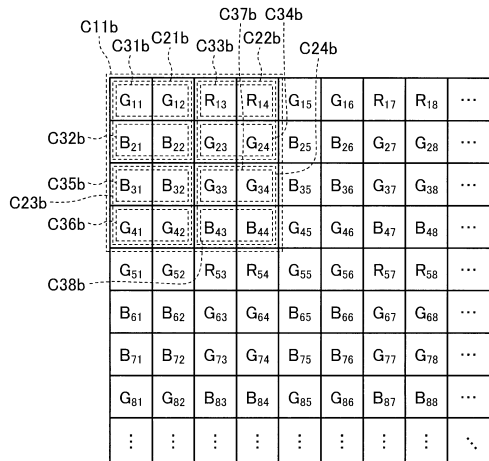 C37b C34b
C11b C31b C21b C33b C22b C24b
G11 G12 R13 R14 G15 G16 R17 R18 ⋯
C32b B21 B22 G23 G24 B25 B26 G27 G28 ⋯
C35b B31 B32 G33 G34 B35 B36 G37 G38 ⋯
C23b
C36b G41 G42 B43 B44 G45 G46 B47 B48 ⋯
C38b G51 G52 R53 R54 G55 G56 R57 R58 ⋯
B61 B62 G63 G64 B65 B66 G67 G68 ⋯
B71 B72 G73 G74 B75 B76 G77 G78 ⋯
G81 G82 B83 B84 G85 G86 B87 B88 ⋯
⋮ ⋮ ⋮ ⋮ ⋮ ⋮ ⋮ ⋮ ⋱